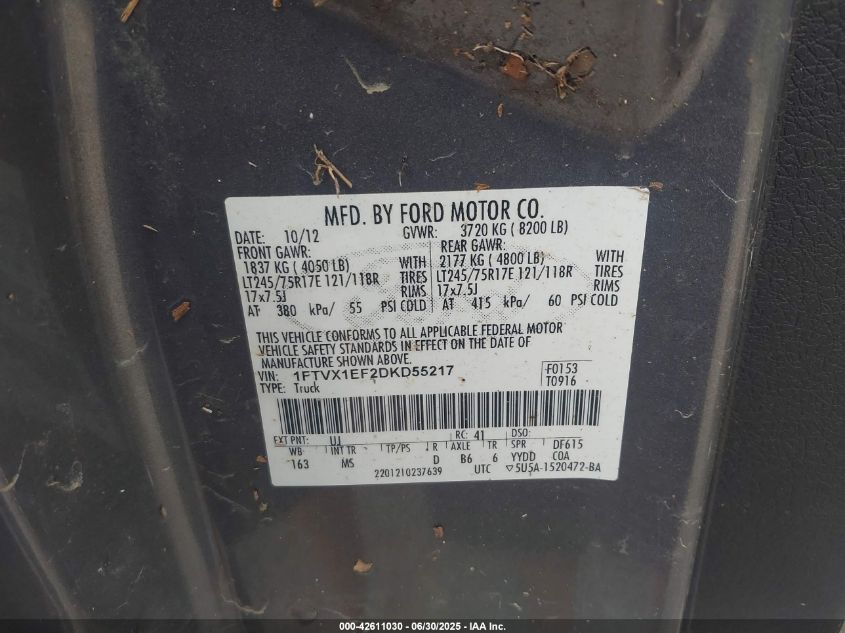 MFD. BY FORD MOTOR CO.
DATE: 10/12 GVWR: 3720 KG ( 8200 LB)
FRONT GAWR: REAR GAWR:
1837 KG ( 4050 LB) WITH 2177 KG ( 4800 LB) WITH
LT245/75R17E 121/118R TIRES LT245/75R17E 121/118R TIRES
17x7.5J RIMS 17x7.5J RIMS
AT 380 kPa/ 55 PSI COLD AT 415 kPa/ 60 PSI COLD
THIS VEHICLE CONFORMS TO ALL APPLICABLE FEDERAL MOTOR
VEHICLE SAFETY STANDARDS IN EFFECT ON THE DATE OF
MANUFACTURE SHOWN ABOVE.
VIN: 1FTVX1EF2DKD55217 F0153
TYPE: Truck T0916
EXT PNT: UJ RC: 41 DSO:
WB INT TR TP/PS R AXLE TR SPR DF615
163 MS D B6 6 YYDD COA
2201210237639 UTC ▽5U5A-1520472-BA
000-42611030 - 06/30/2025 - IAA Inc.